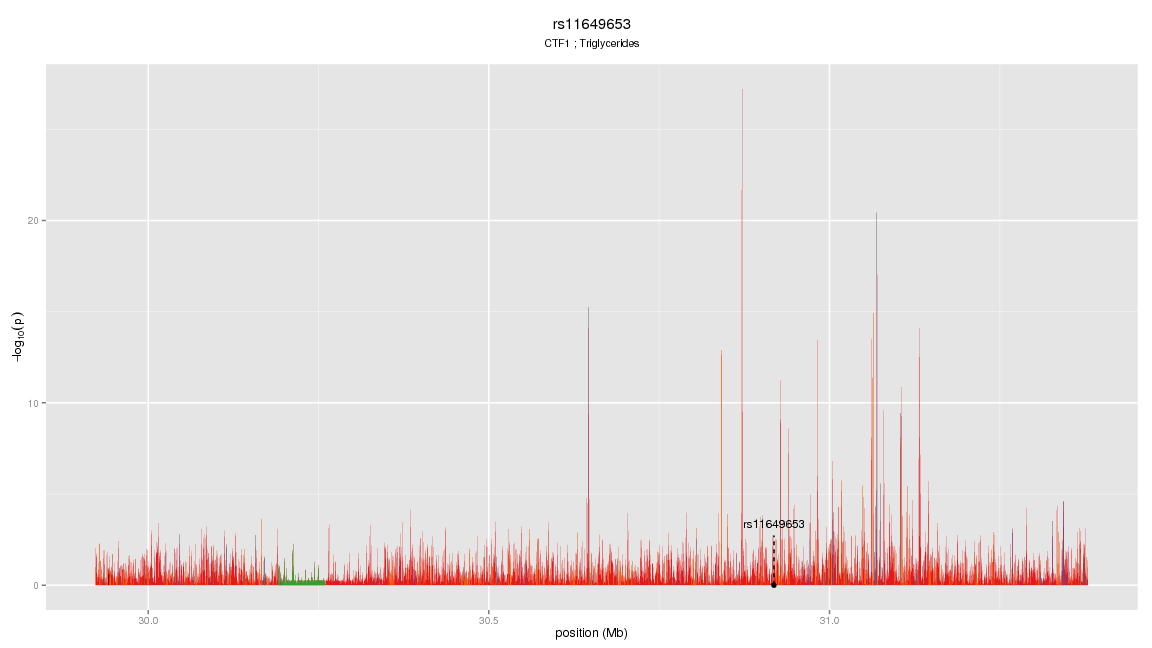 rs11649653
CTF1 ; Triglycerides
20
10
0
−log10(p)
rs11649653
30.0 30.5 31.0
position (Mb)